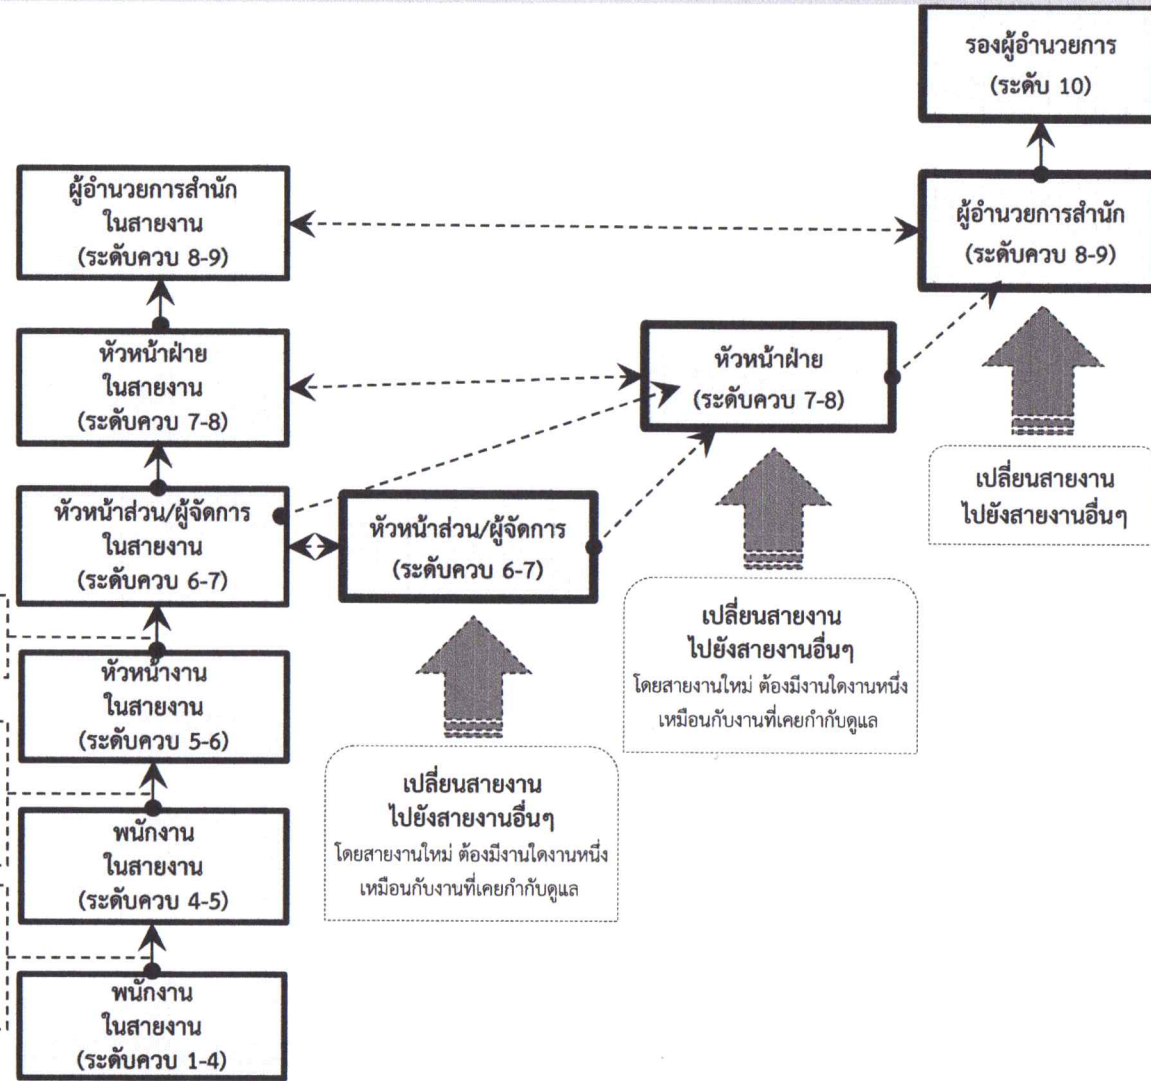 รองผู้อำนวยการ
(ระดับ 10)
ผู้อำนวยการสำนัก
ในสายงาน
(ระดับควบ 8-9)
ผู้อำนวยการสำนัก
(ระดับควบ 8-9)
หัวหน้าฝ่าย
ในสายงาน
(ระดับควบ 7-8)
หัวหน้าฝ่าย
(ระดับควบ 7-8)
เปลี่ยนสายงาน
ไปยังสายงานอื่นๆ
หัวหน้าส่วน/ผู้จัดการ
ในสายงาน
(ระดับควบ 6-7)
หัวหน้าส่วน/ผู้จัดการ
(ระดับควบ 6-7)
เปลี่ยนสายงาน
ไปยังสายงานอื่นๆ
โดยสายงานใหม่ ต้องมีงานใดงานหนึ่ง
เหมือนกับงานที่เคยกำกับดูแล
หัวหน้างาน
ในสายงาน
(ระดับควบ 5-6)
เปลี่ยนสายงาน
ไปยังสายงานอื่นๆ
โดยสายงานใหม่ ต้องมีงานใดงานหนึ่ง
เหมือนกับงานที่เคยกำกับดูแล
พนักงาน
ในสายงาน
(ระดับควบ 4-5)
พนักงาน
ในสายงาน
(ระดับควบ 1-4)